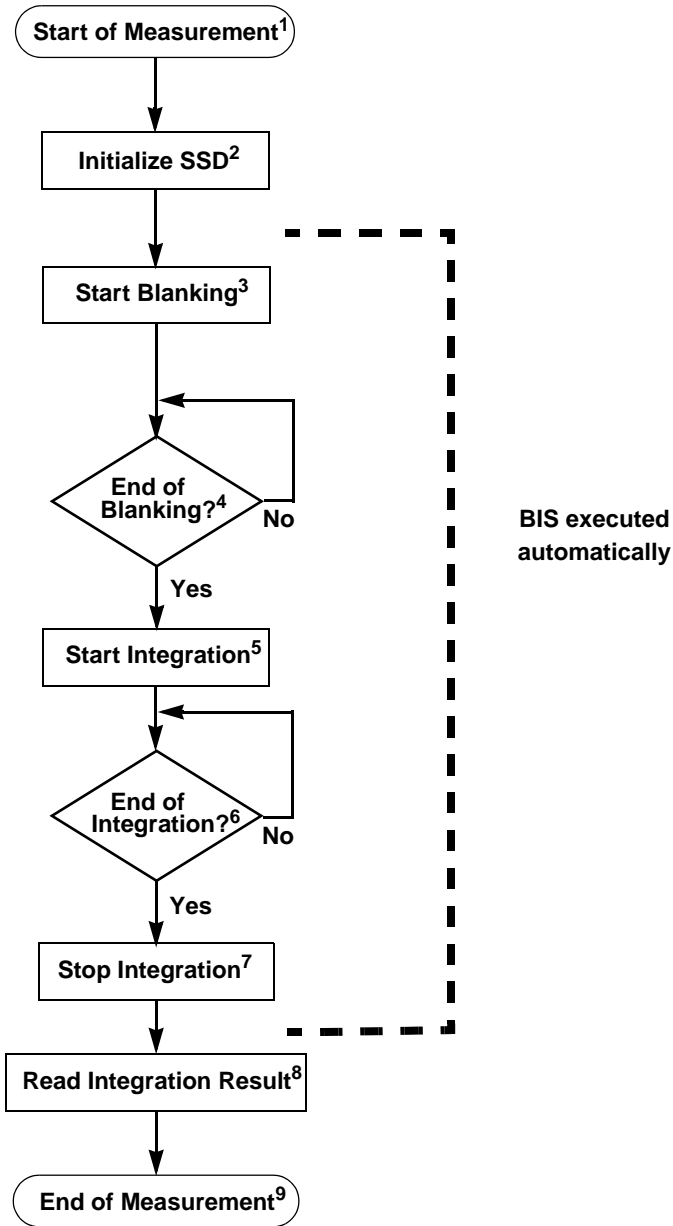 Start of Measurement1
Initialize SSD2
Start Blanking3
End of
Blanking?4
No
Yes
BIS executed
automatically
Start Integration5
End of
Integration?6
No
Yes
Stop Integration7
Read Integration Result8
End of Measurement9